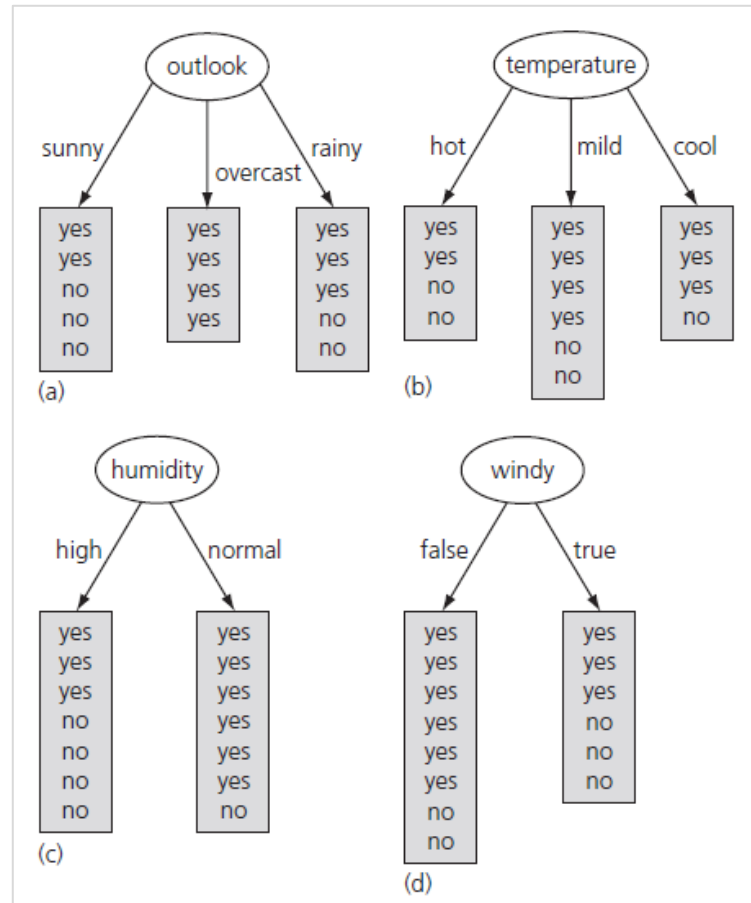 outlook
sunny
overcast
rainy
yes
yes
no
no
no
yes
yes
yes
yes
yes
yes
yes
no
no
(a)
temperature
hot
mild
cool
yes
yes
no
no
yes
yes
yes
yes
no
no
yes
yes
yes
no
(b)
humidity
high
normal
yes
yes
yes
no
no
no
no
yes
yes
yes
yes
yes
yes
no
(c)
windy
false
true
yes
yes
yes
yes
yes
yes
no
no
yes
yes
yes
no
no
no
(d)